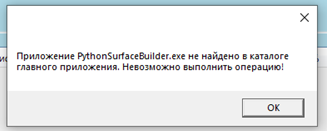 Приложение PythonSurfaceBuilder.exe не найдено в каталоге
главного приложения. Невозможно выполнить операцию!
OK